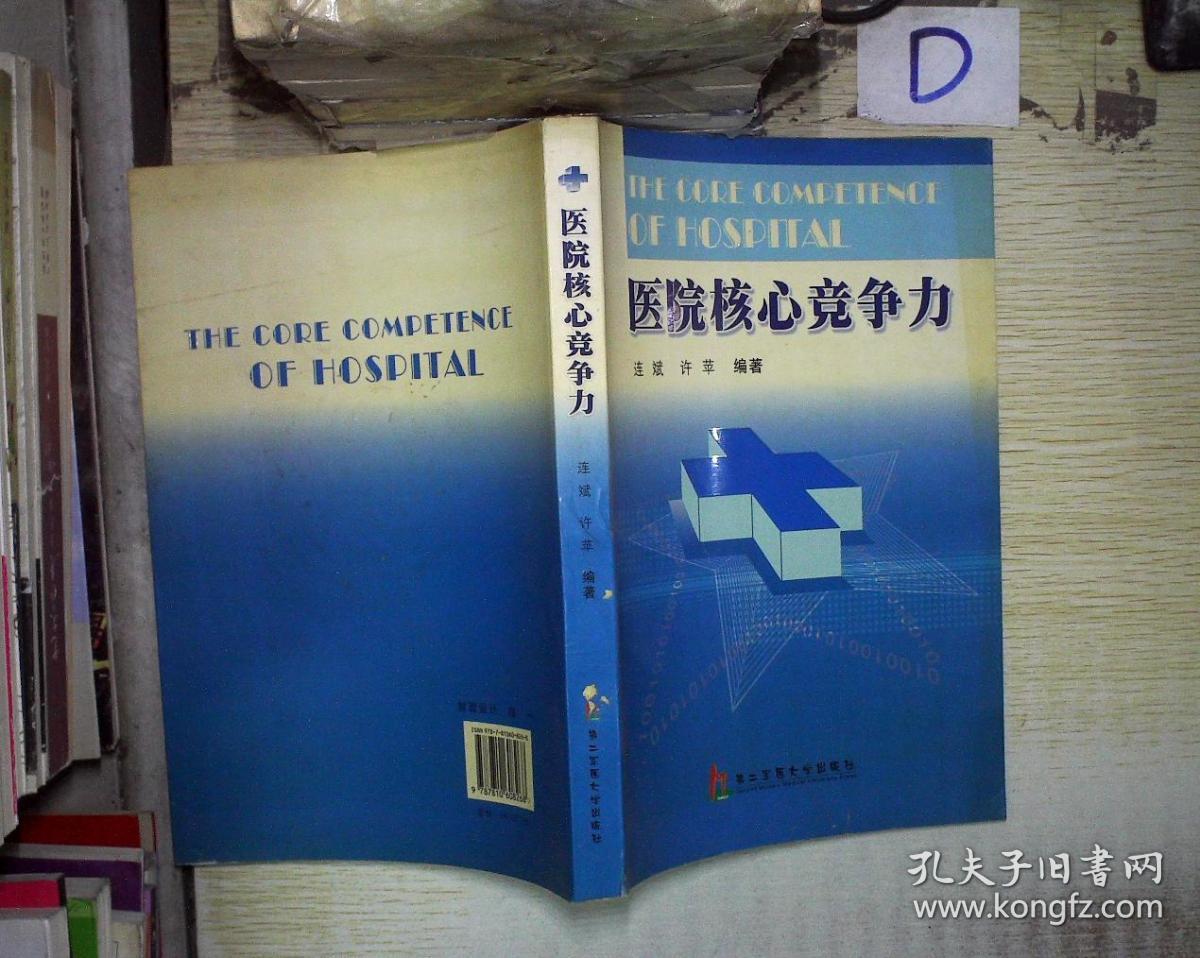 D
THE CORE COMPETENCE
OF HOSPITAL
医院核心竞争力
连斌 许苹 编著
第二军医大学出版社
医院核心竞争力
连斌 许苹 编著
第二军医大学出版社
THE CORE COMPETENCE
OF HOSPITAL
孔夫子旧书网
www.kongfz.com